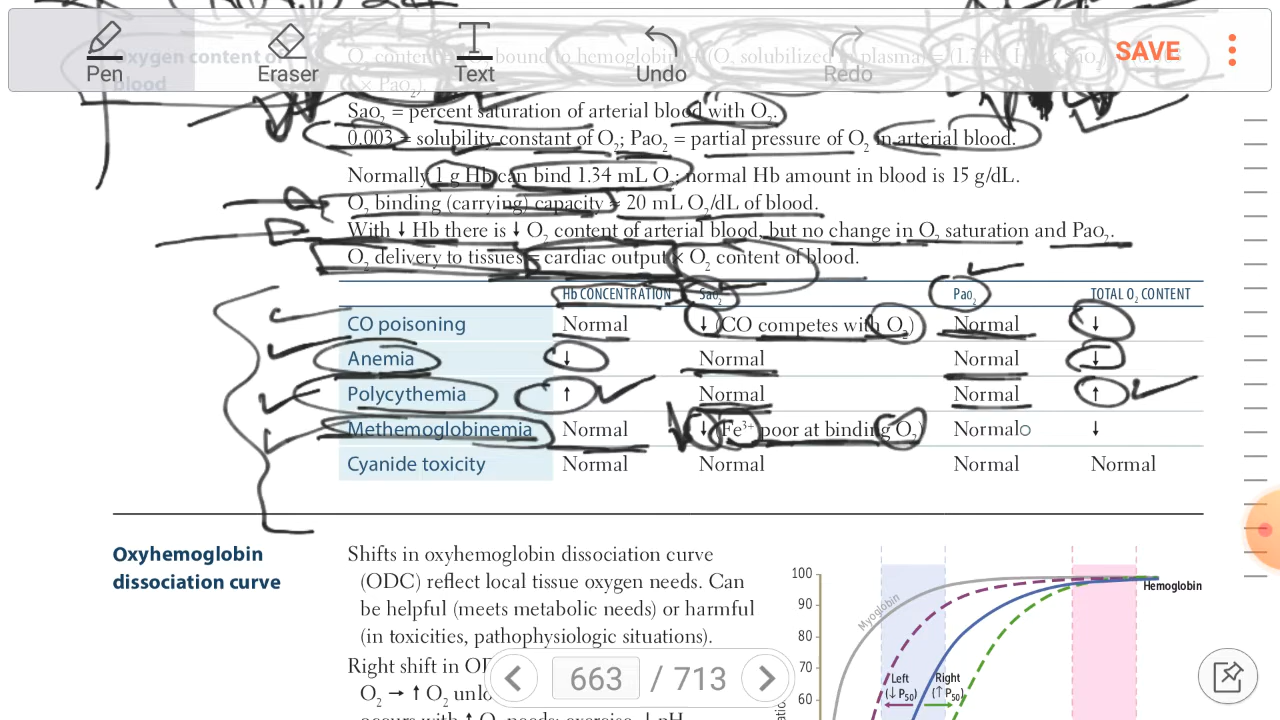 SAVE
Pen
Eraser
Text
Undo
Redo
Oxygen content of
blood
Sao₂ = percent saturation of arterial blood with O₂.
0.003 = solubility constant of O₂; Pao₂ = partial pressure of O₂ in arterial blood.
Normally 1 g Hb can bind 1.34 mL O₂; normal Hb amount in blood is 15 g/dL.
O₂ binding (carrying) capacity ≈ 20 mL O₂/dL of blood.
With ↓ Hb there is ↓ O₂ content of arterial blood, but no change in O₂ saturation and Pao₂.
O₂ delivery to tissues = cardiac output × O₂ content of blood.
Hb CONCENTRATION Sao₂ Pao₂ TOTAL O₂ CONTENT
CO poisoning Normal ↓ (CO competes with O₂) Normal ↓
Anemia ↓ Normal Normal ↓
Polycythemia ↑ Normal Normal ↑
Methemoglobinemia Normal ↓ (Fe³⁺ poor at binding O₂) Normal ↓
Cyanide toxicity Normal Normal Normal Normal
Oxyhemoglobin
dissociation curve
Shifts in oxyhemoglobin dissociation curve
(ODC) reflect local tissue oxygen needs. Can
be helpful (meets metabolic needs) or harmful
(in toxicities, pathophysiologic situations).
Right shift in
O₂ → ↑ O₂
663 / 713
100
90
80
70
60
Myoglobin
Hemoglobin
Left
(↓ P₅₀)
Right
(↑ P₅₀)